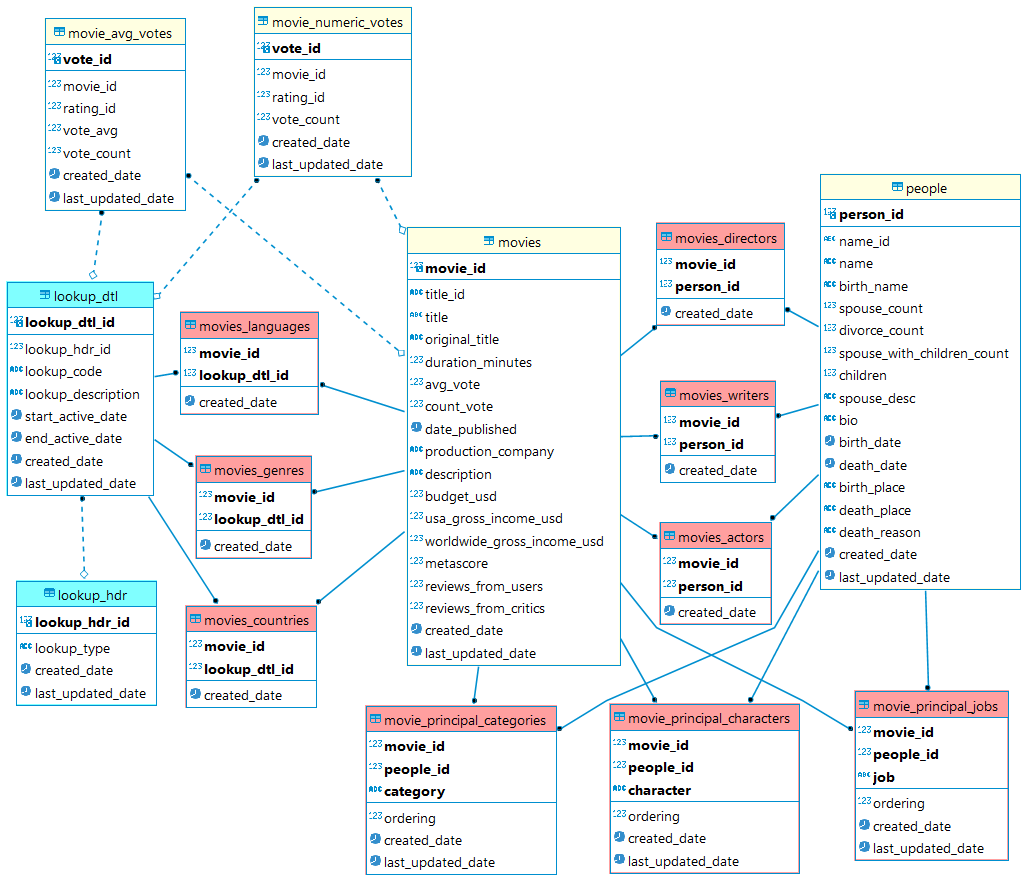 movie_avg_votes
vote_id
movie_id
rating_id
vote_avg
vote_count
created_date
last_updated_date
movie_numeric_votes
vote_id
movie_id
rating_id
vote_count
created_date
last_updated_date
people
person_id
name_id
name
birth_name
spouse_count
divorce_count
spouse_with_children_count
children
spouse_desc
bio
birth_date
death_date
birth_place
death_place
death_reason
created_date
last_updated_date
movies
movie_id
title_id
title
original_title
duration_minutes
avg_vote
count_vote
date_published
production_company
description
budget_usd
usa_gross_income_usd
worldwide_gross_income_usd
metascore
reviews_from_users
reviews_from_critics
created_date
last_updated_date
movies_directors
movie_id
person_id
created_date
lookup_dtl
lookup_dtl_id
lookup_hdr_id
lookup_code
lookup_description
start_active_date
end_active_date
created_date
last_updated_date
movies_languages
movie_id
lookup_dtl_id
created_date
movies_writers
movie_id
person_id
created_date
movies_genres
movie_id
lookup_dtl_id
created_date
movies_actors
movie_id
person_id
created_date
lookup_hdr
lookup_hdr_id
lookup_type
created_date
last_updated_date
movies_countries
movie_id
lookup_dtl_id
created_date
movie_principal_categories
movie_id
people_id
category
ordering
created_date
last_updated_date
movie_principal_characters
movie_id
people_id
character
ordering
created_date
last_updated_date
movie_principal_jobs
movie_id
people_id
job
ordering
created_date
last_updated_date